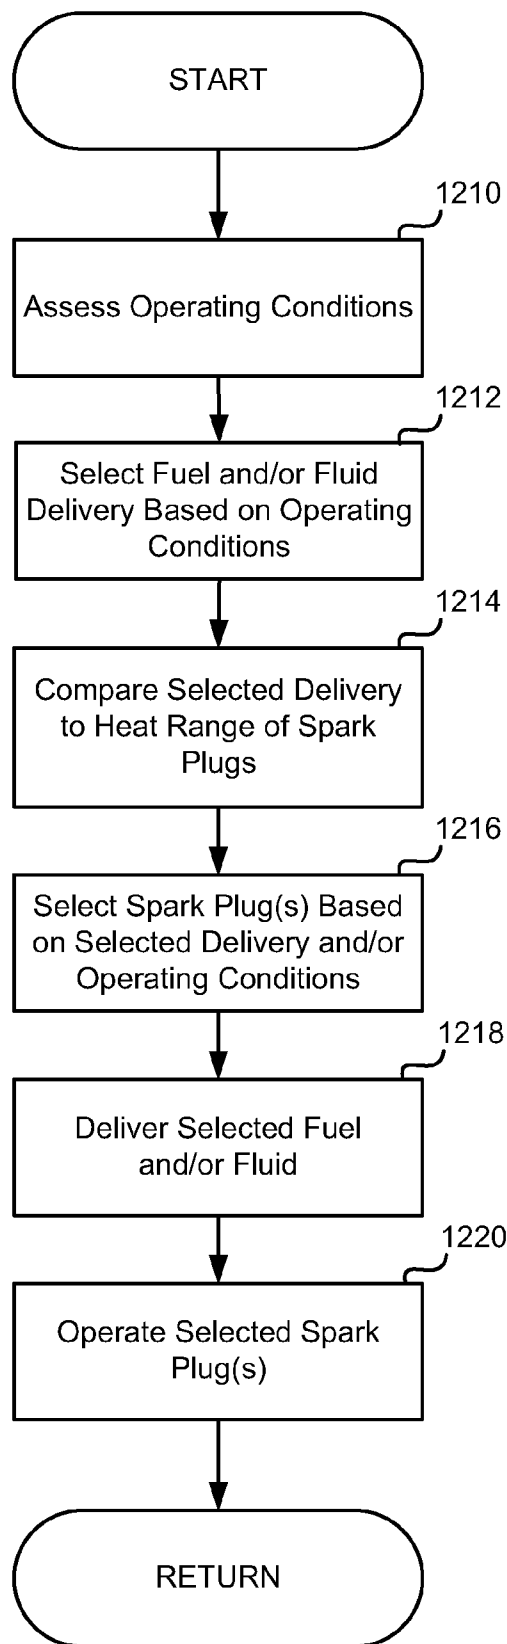 START
1210
Assess Operating Conditions
1212
Select Fuel and/or Fluid
Delivery Based on Operating
Conditions
1214
Compare Selected Delivery
to Heat Range of Spark
Plugs
1216
Select Spark Plug(s) Based
on Selected Delivery and/or
Operating Conditions
1218
Deliver Selected Fuel
and/or Fluid
1220
Operate Selected Spark
Plug(s)
RETURN